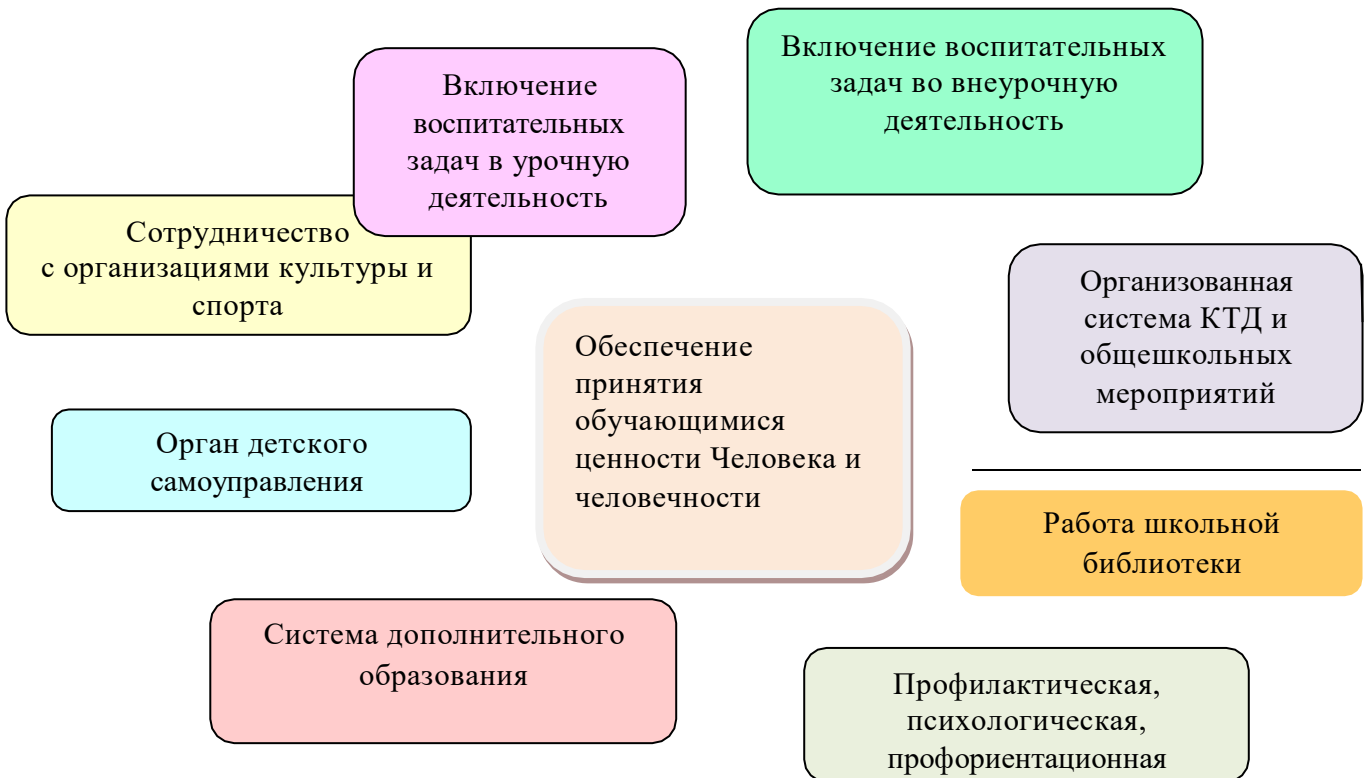 Включение воспитательных
задач во внеурочную
деятельность
Включение
воспитательных
задач в урочную
деятельность
Сотрудничество
с организациями культуры и
спорта
Организованная
система КТД и
общешкольных
мероприятий
Обеспечение
принятия
обучающимися
ценности Человека и
человечности
Орган детского
самоуправления
Работа школьной
библиотеки
Система дополнительного
образования
Профилактическая,
психологическая,
профориентационная